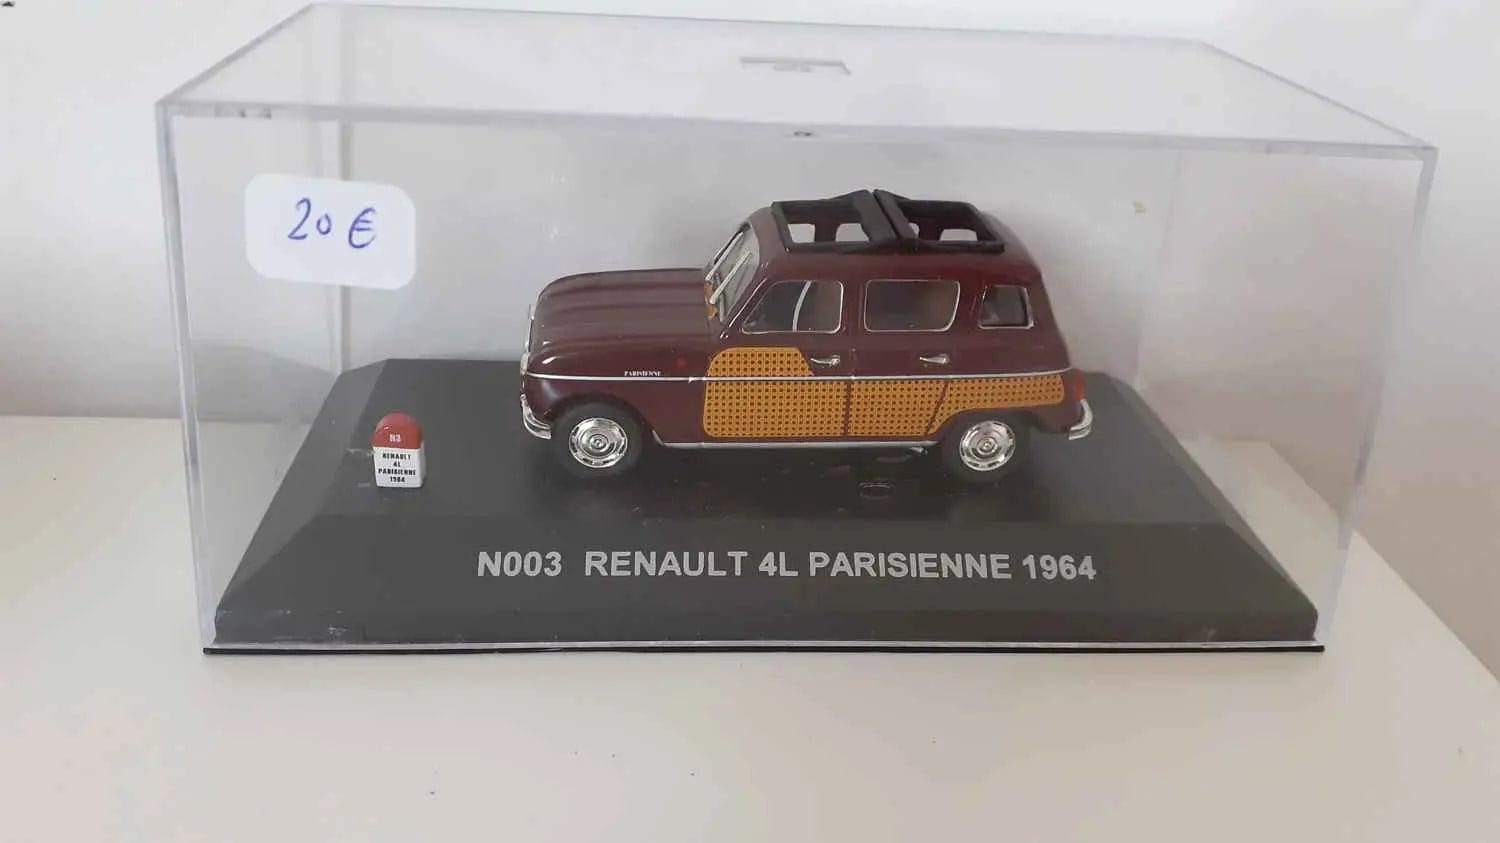 20 €
PARISIENNE
N3
RENAULT
4L
PARISIENNE
1964
N003 RENAULT 4L PARISIENNE 1964